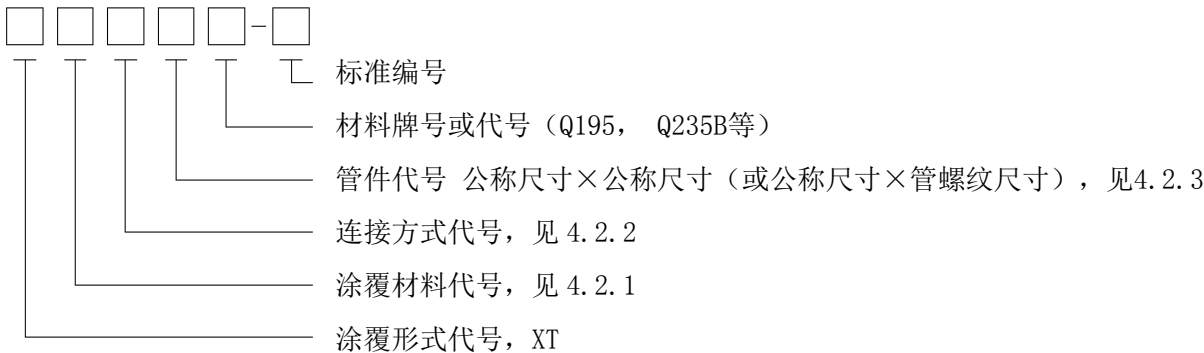 □□□□□-□
标准编号
材料牌号或代号（Q195， Q235B等）
管件代号 公称尺寸×公称尺寸（或公称尺寸×管螺纹尺寸），见4.2.3
连接方式代号，见 4.2.2
涂覆材料代号，见 4.2.1
涂覆形式代号，XT